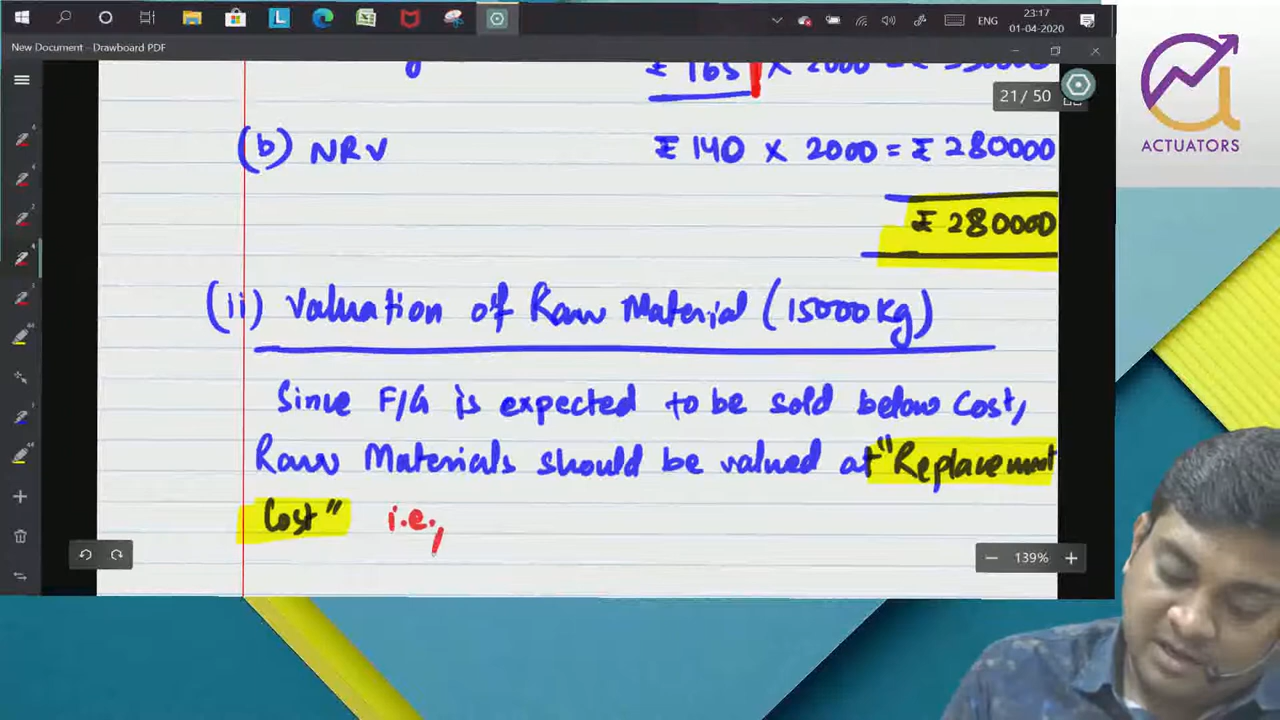 23:17
ENG
01-04-2020
New Document - Drawboard PDF
₹ 165 × 2000 =
21 / 50
ACTUATORS
(b) NRV ₹ 140 × 2000 = ₹ 280000
₹ 280000
(ii) Valuation of Raw Material (15000 Kg)
Since F/G is expected to be sold below Cost,
Raw Materials should be valued at "Replacement
Cost" i.e.,
139%